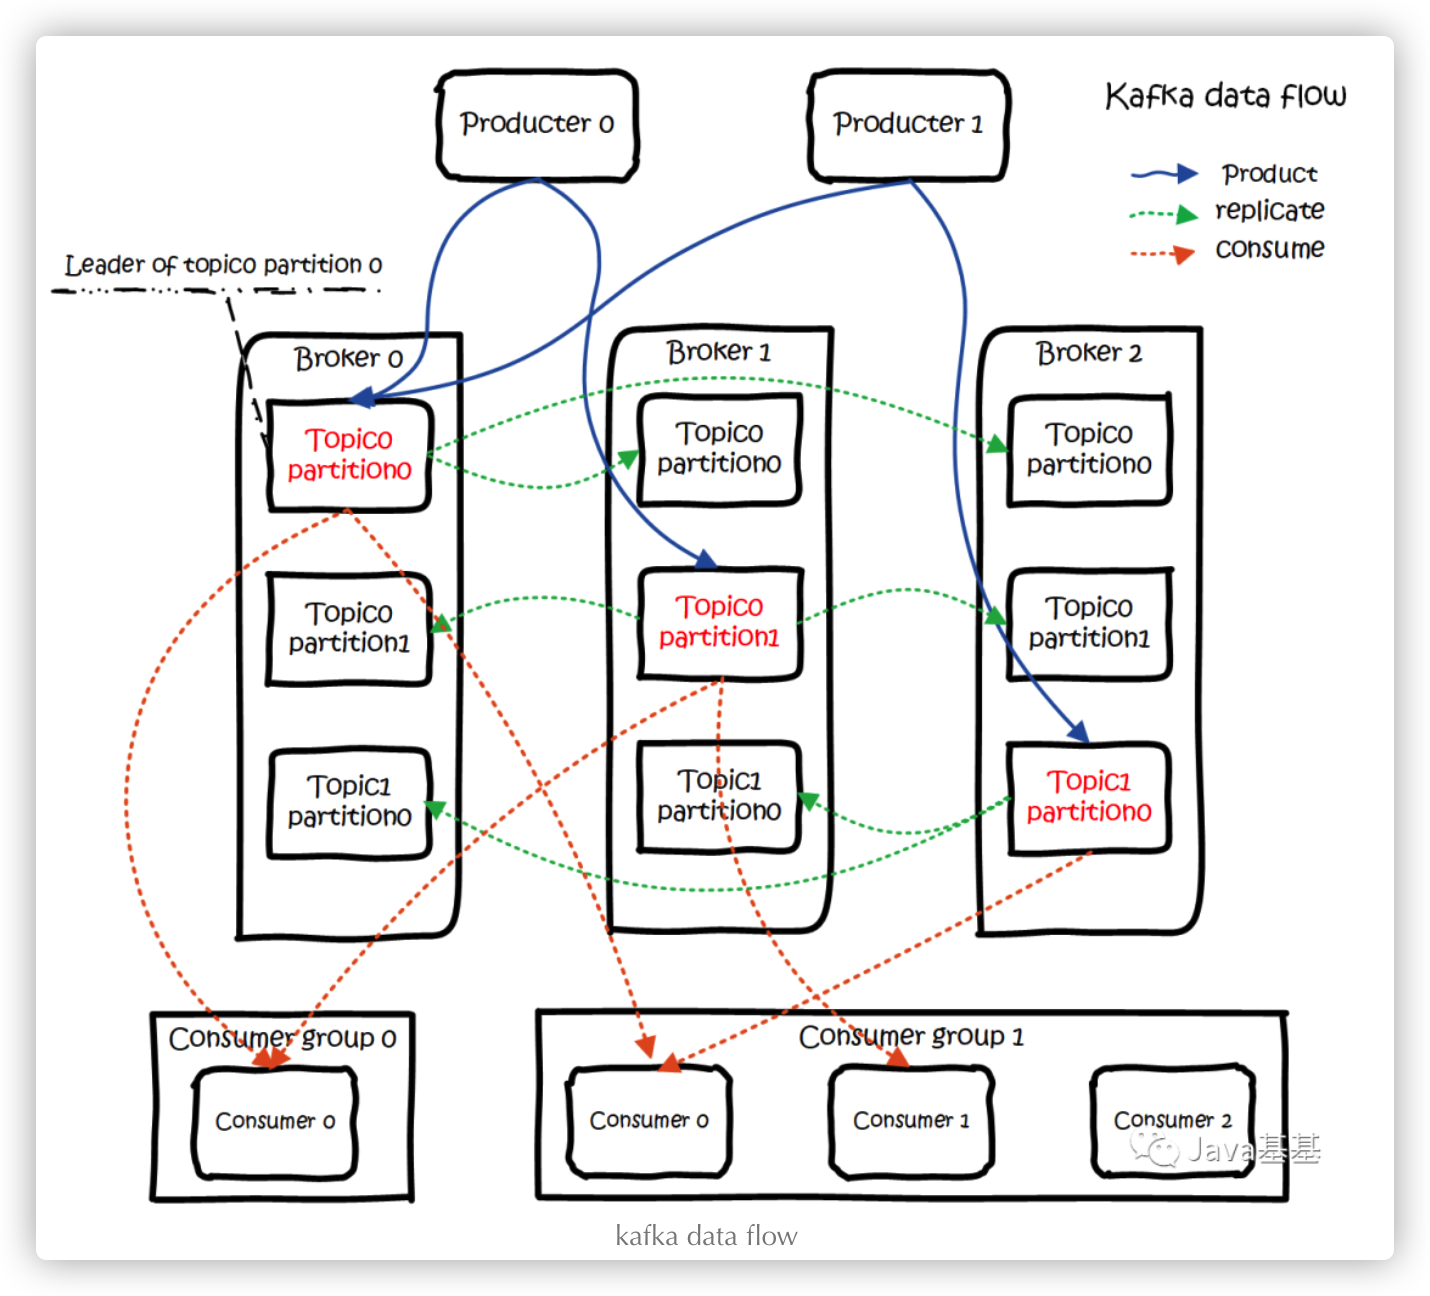 Producter 0
Producter 1
Kafka data flow
Product
replicate
consume
Leader of topic0 partition 0
Broker 0
Broker 1
Broker 2
Topic0
partition0
Topic0
partition0
Topic0
partition0
Topic0
partition1
Topic0
partition1
Topic0
partition1
Topic1
partition0
Topic1
partition0
Topic1
partition0
Consumer group 0
Consumer group 1
Consumer 0
Consumer 0
Consumer 1
Consumer 2
Java基基
kafka data flow